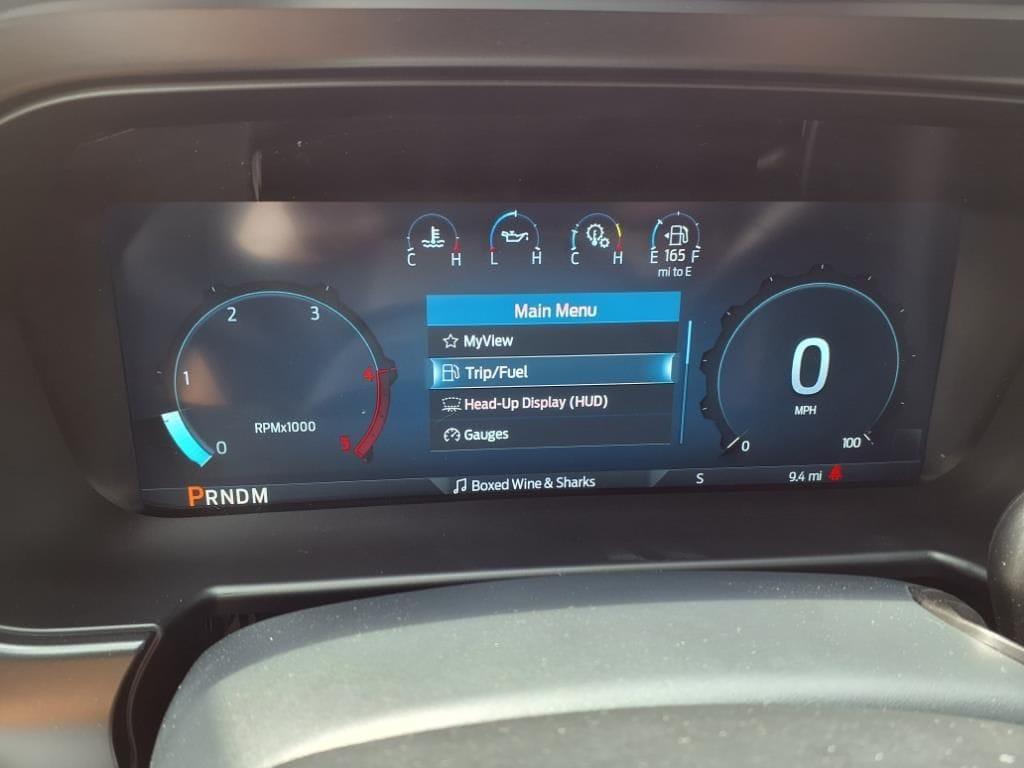 C H
L H
C H
E 165 F
mi to E
Main Menu
MyView
Trip/Fuel
Head-Up Display (HUD)
Gauges
0
1
2
3
4
5
RPMx1000
0
MPH
0
100
PRNDM
Boxed Wine & Sharks
S
9.4 mi